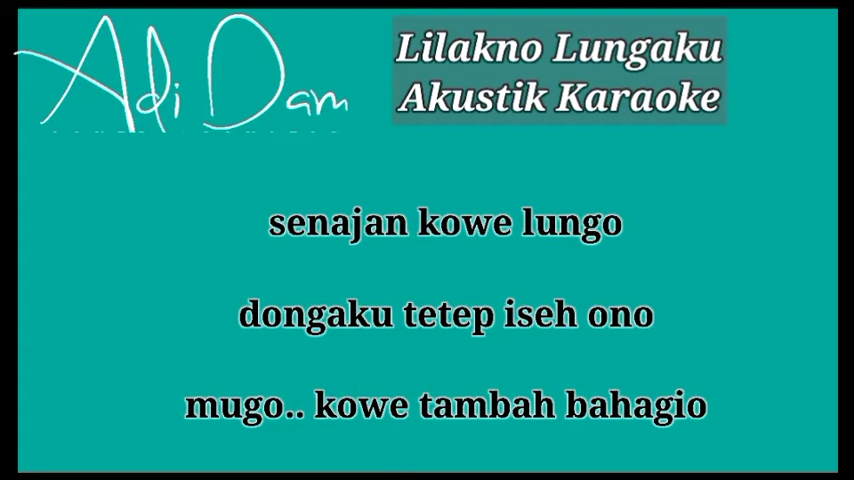 Adi Dam
Lilakno Lungaku
Akustik Karaoke
senajan kowe lungo
dongaku tetep iseh ono
mugo.. kowe tambah bahagio